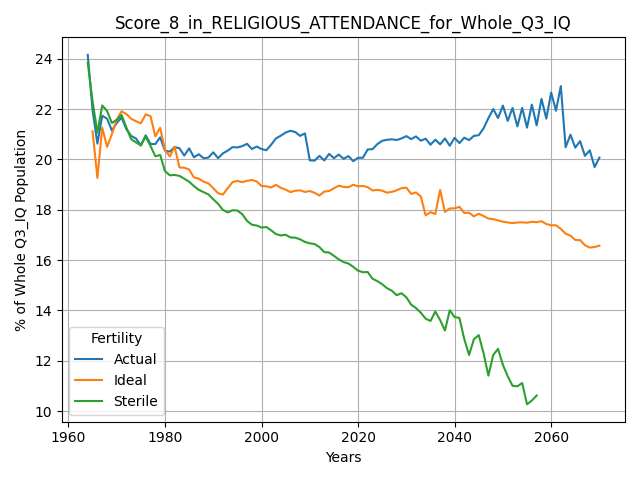 Score_8_in_RELIGIOUS_ATTENDANCE_for_Whole_Q3_IQ
% of Whole Q3_IQ Population
24
22
20
18
16
14
12
10
Fertility
Actual
Ideal
Sterile
1960 1980 2000 2020 2040 2060
Years